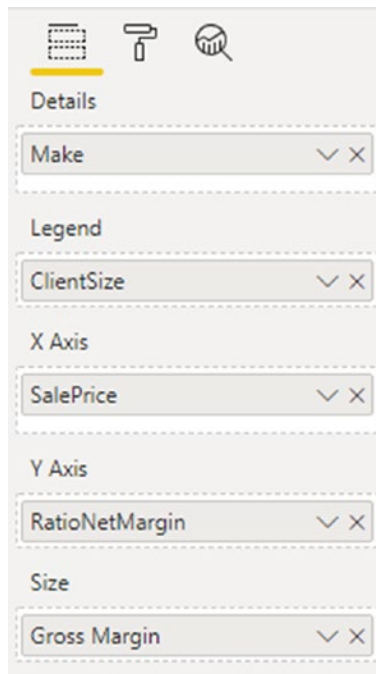 Details
Make
Legend
ClientSize
X Axis
SalePrice
Y Axis
RatioNetMargin
Size
Gross Margin